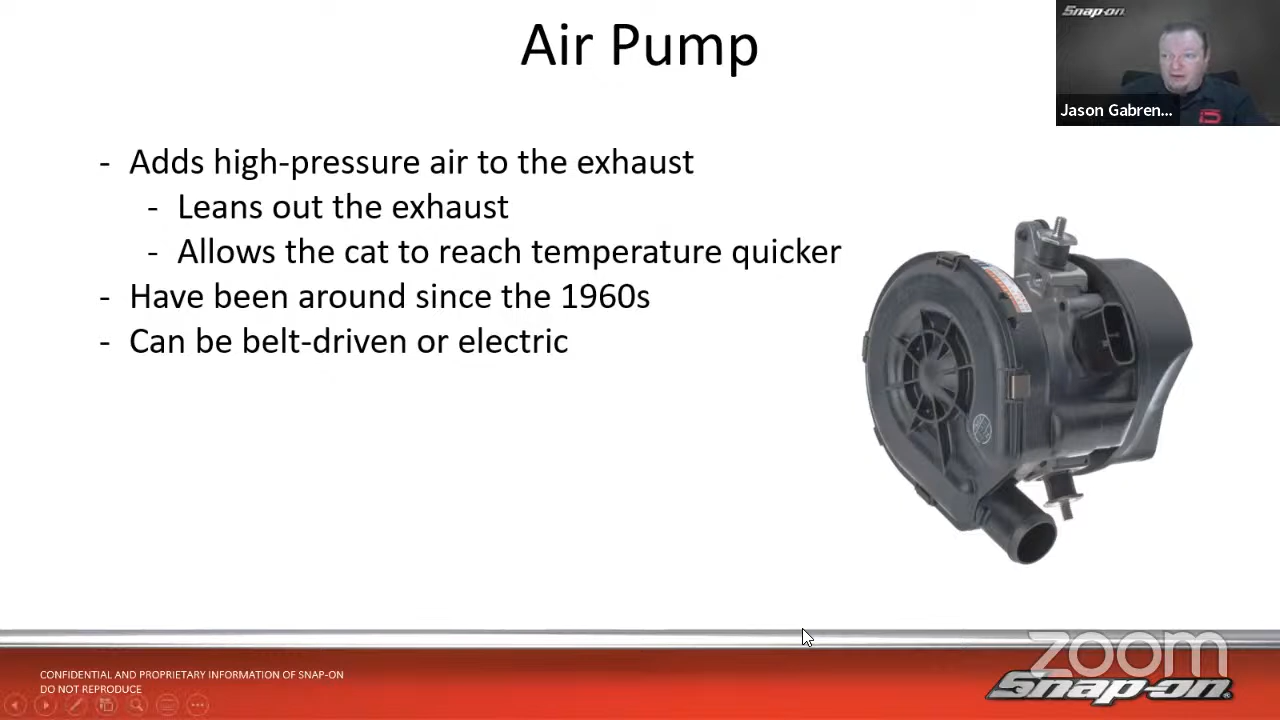 Air Pump
Snap-on
Jason Gabren...
- Adds high-pressure air to the exhaust
- Leans out the exhaust
- Allows the cat to reach temperature quicker
- Have been around since the 1960s
- Can be belt-driven or electric
CONFIDENTIAL AND PROPRIETARY INFORMATION OF SNAP-ON
DO NOT REPRODUCE
zoom
Snap-on